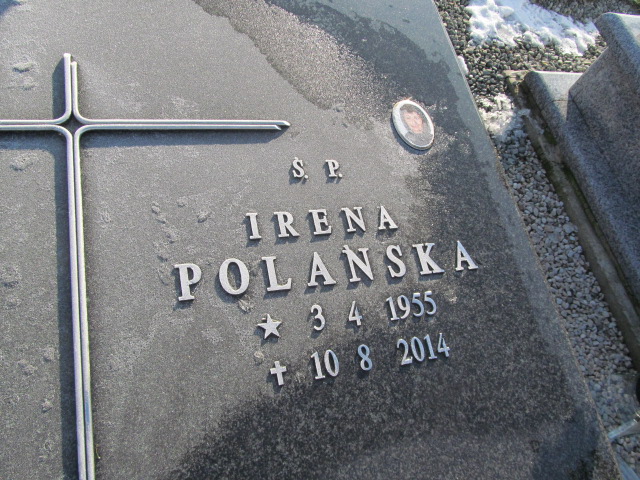 Ś. P.
IRENA
POLAŃSKA
★ 3 4 1955
✝ 10 8 2014